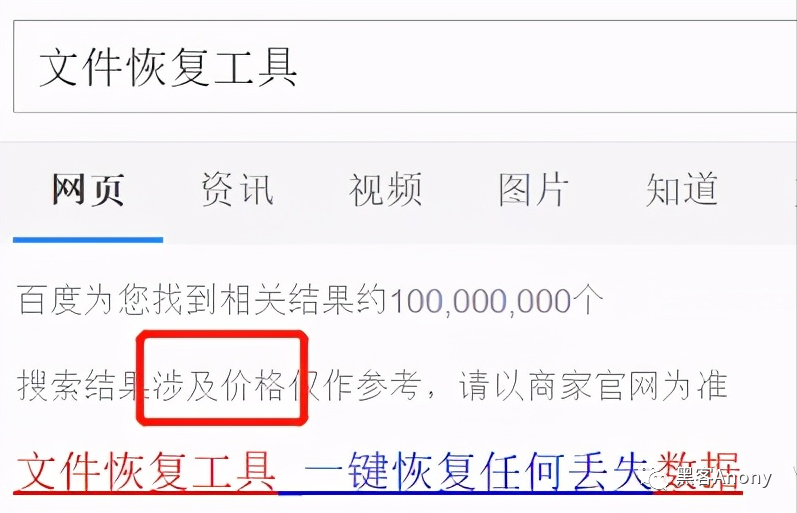 文件恢复工具
网页 资讯 视频 图片 知道
百度为您找到相关结果约100,000,000个
搜索结果涉及价格仅作参考，请以商家官网为准
文件恢复工具 一键恢复任何丢失数据
黑客Anony